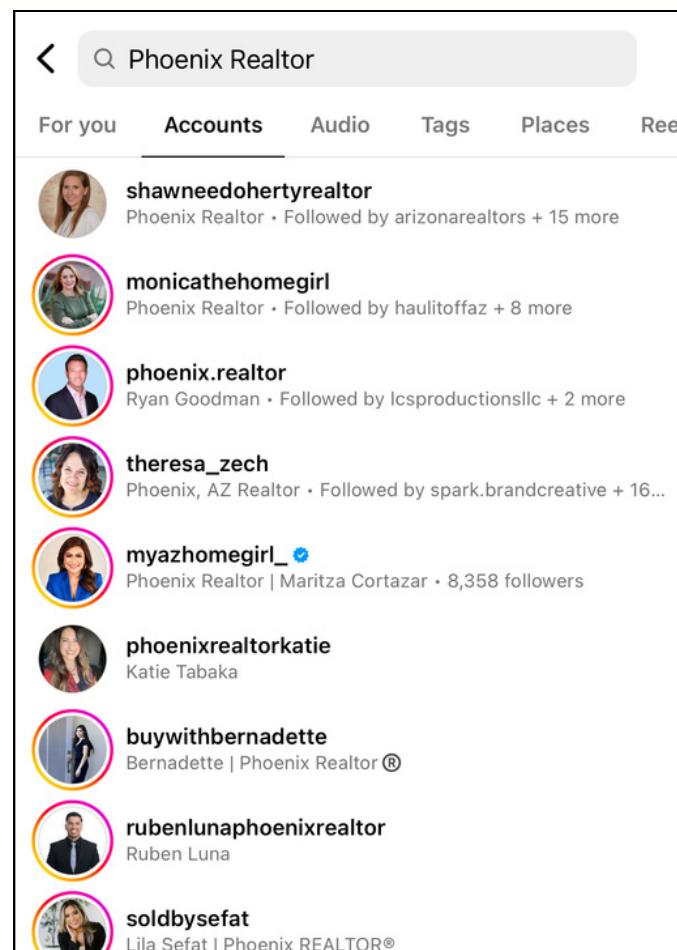 Phoenix Realtor
For you Accounts Audio Tags Places Ree
shawneedohertyrealtor
Phoenix Realtor • Followed by arizonarealtors + 15 more
monicathehomegirl
Phoenix Realtor • Followed by haulitoffaz + 8 more
phoenix.realtor
Ryan Goodman • Followed by lcsproductionsllc + 2 more
theresa_zech
Phoenix, AZ Realtor • Followed by spark.brandcreative + 16...
myazhomegirl_
Phoenix Realtor | Maritza Cortazar • 8,358 followers
phoenixrealtorkatie
Katie Tabaka
buywithbernadette
Bernadette | Phoenix Realtor ®
rubenlunaphoenixrealtor
Ruben Luna
soldbysefat
Lila Sefat | Phoenix REALTOR®